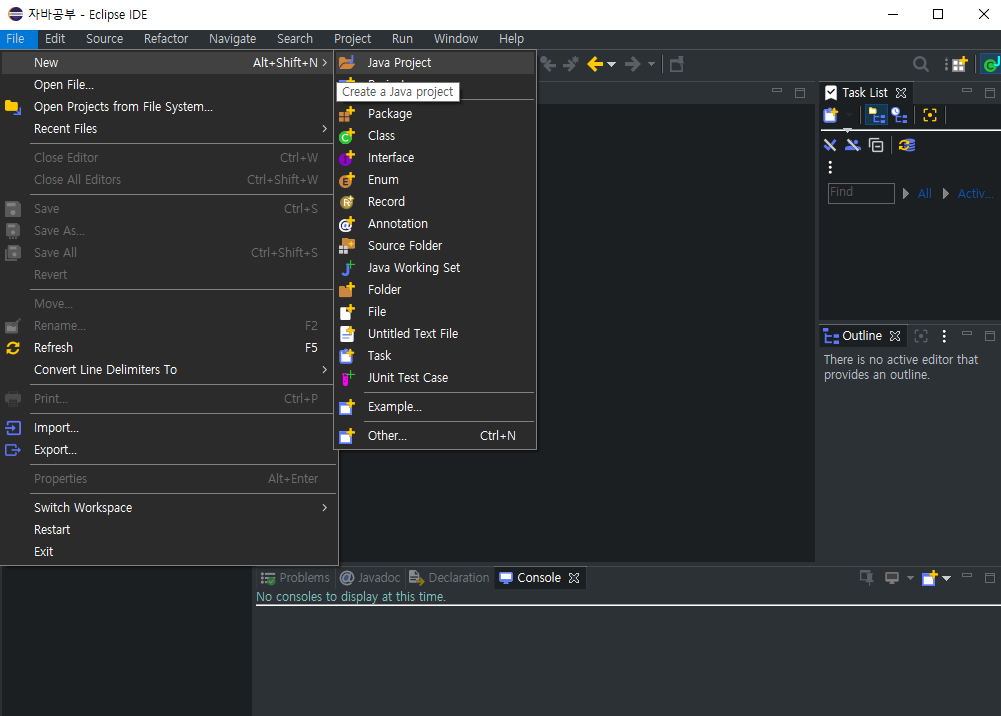 자바공부 - Eclipse IDE
File Edit Source Refactor Navigate Search Project Run Window Help
New Alt+Shift+N
Open File...
Open Projects from File System...
Recent Files
Close Editor Ctrl+W
Close All Editors Ctrl+Shift+W
Save Ctrl+S
Save As...
Save All Ctrl+Shift+S
Revert
Move...
Rename... F2
Refresh F5
Convert Line Delimiters To
Print... Ctrl+P
Import...
Export...
Properties Alt+Enter
Switch Workspace
Restart
Exit
Java Project
Create a Java project
Package
Class
Interface
Enum
Record
Annotation
Source Folder
Java Working Set
Folder
File
Untitled Text File
Task
JUnit Test Case
Example...
Other... Ctrl+N
Task List
Find All Activ...
Outline
There is no active editor that
provides an outline.
Problems Javadoc Declaration Console
No consoles to display at this time.